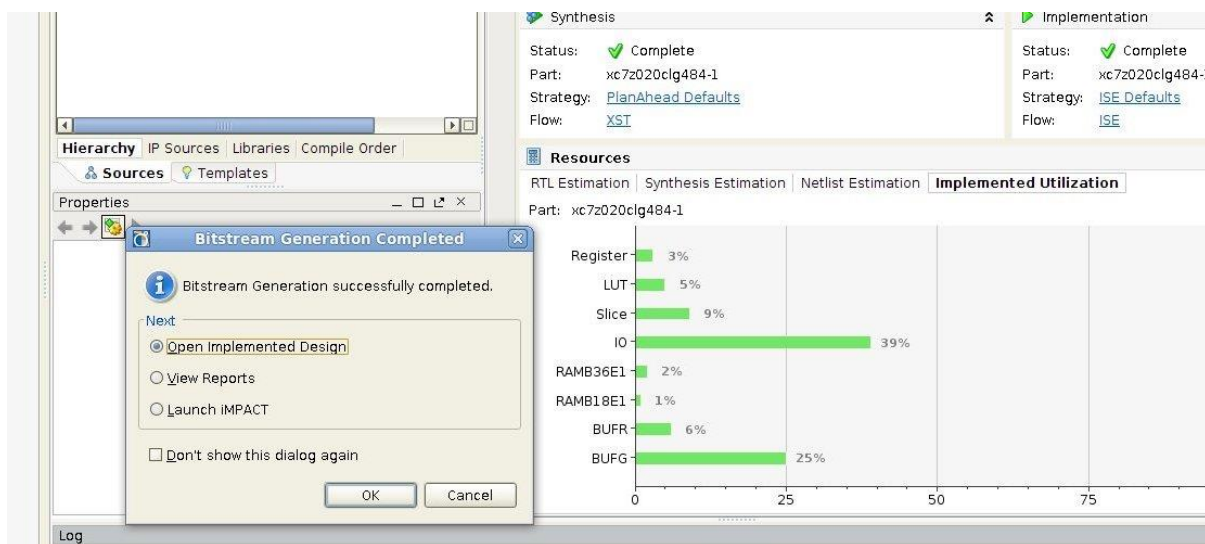 Synthesis
Status: Complete
Part: xc7z020clg484-1
Strategy: PlanAhead Defaults
Flow: XST
Implementation
Status: Complete
Part: xc7z020clg484-
Strategy: ISE Defaults
Flow: ISE
Hierarchy IP Sources Libraries Compile Order
Sources Templates
Properties
Resources
RTL Estimation Synthesis Estimation Netlist Estimation Implemented Utilization
Part: xc7z020clg484-1
Register 3%
LUT 5%
Slice 9%
IO 39%
RAMB36E1 2%
RAMB18E1 1%
BUFR 6%
BUFG 25%
0 25 50 75
Bitstream Generation Completed
Bitstream Generation successfully completed.
Next
Open Implemented Design
View Reports
Launch iMPACT
Don't show this dialog again
OK Cancel
Log